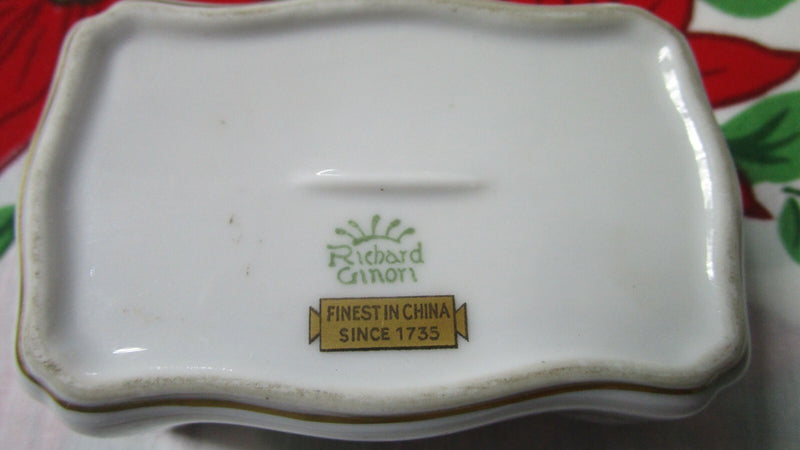 Richard
Ginori
FINEST IN CHINA
SINCE 1735